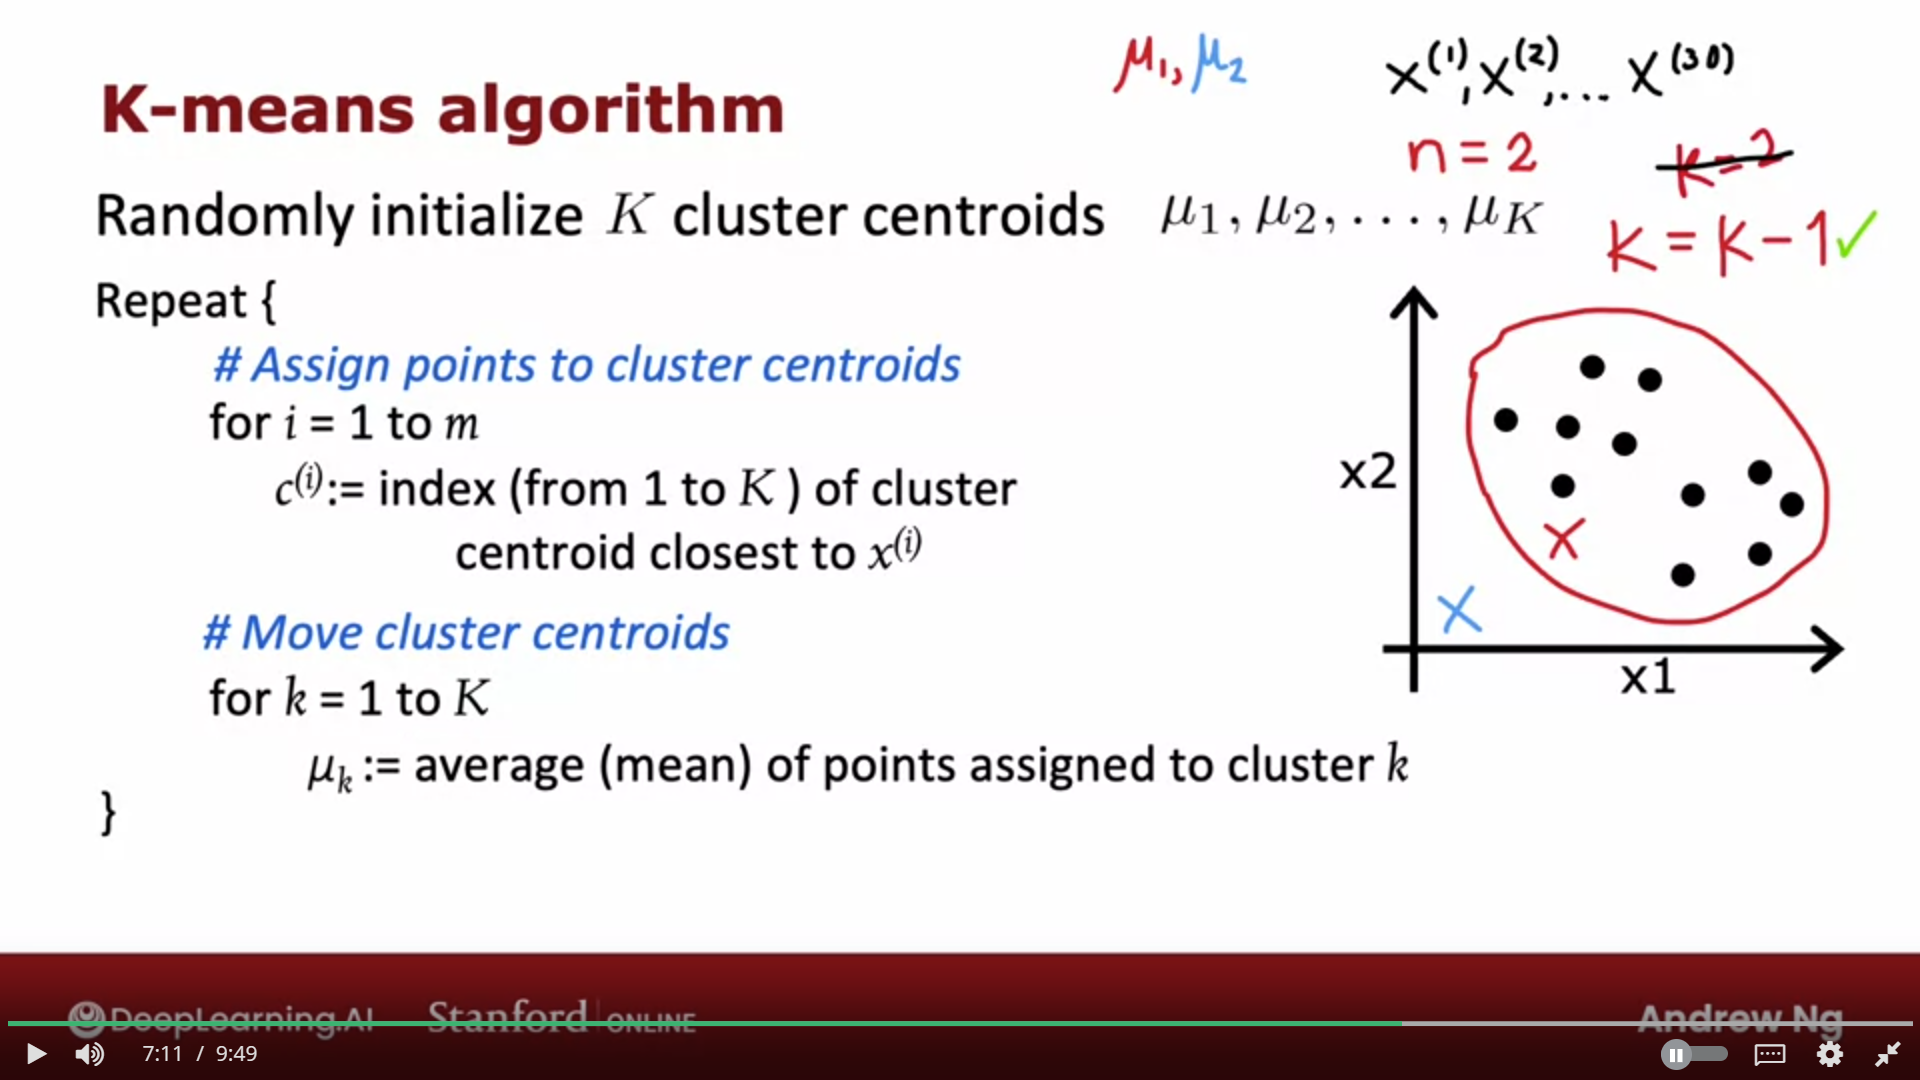 μ₁, μ₂
x⁽¹⁾, x⁽²⁾, ... x⁽³⁰⁾
K-means algorithm
n = 2
k = 2
Randomly initialize K cluster centroids μ₁, μ₂, . . . , μ_K
K = K − 1 ✓
Repeat {
# Assign points to cluster centroids
for i = 1 to m
c⁽ⁱ⁾:= index (from 1 to K ) of cluster
centroid closest to x⁽ⁱ⁾
x2
x1
# Move cluster centroids
for k = 1 to K
μₖ := average (mean) of points assigned to cluster k
}
DeepLearning.AI Stanford | ONLINE Andrew Ng
7:11 / 9:49